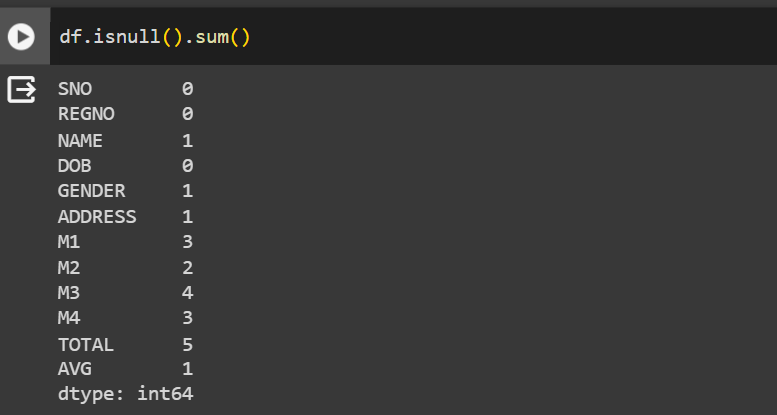 df.isnull().sum()
SNO 0
REGNO 0
NAME 1
DOB 0
GENDER 1
ADDRESS 1
M1 3
M2 2
M3 4
M4 3
TOTAL 5
AVG 1
dtype: int64